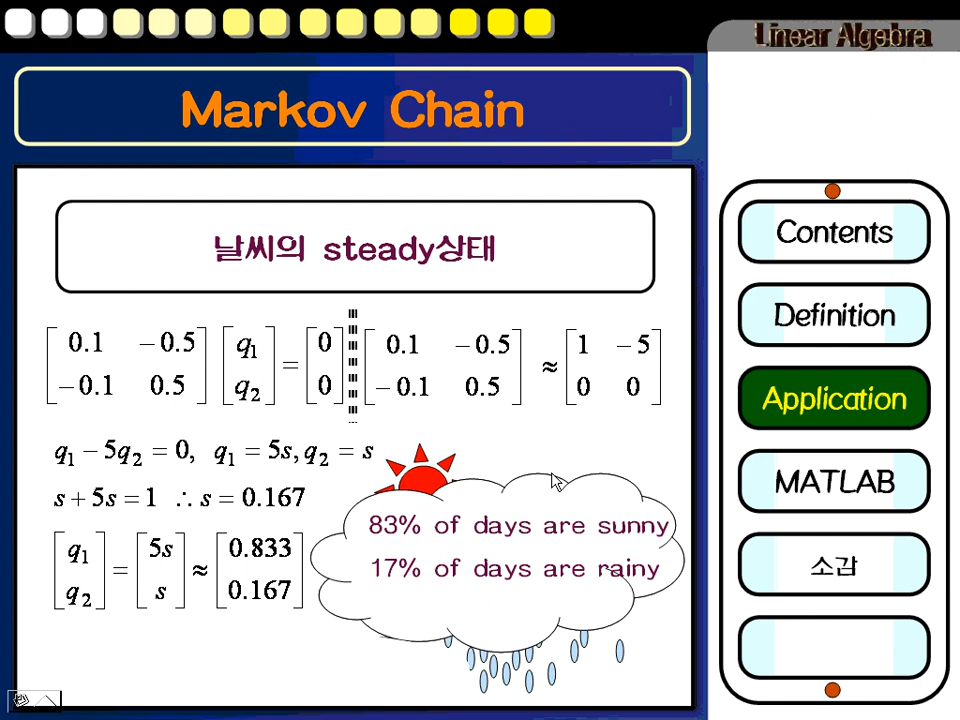 Linear Algebra
Markov Chain
날씨의 steady상태
[0.1 −0.5; −0.1 0.5] [q₁; q₂] = [0; 0] [0.1 −0.5; −0.1 0.5] ≈ [1 −5; 0 0]
q₁ − 5q₂ = 0, q₁ = 5s, q₂ = s
s + 5s = 1 ∴ s = 0.167
[q₁; q₂] = [5s; s] ≈ [0.833; 0.167]
83% of days are sunny
17% of days are rainy
Contents
Definition
Application
MATLAB
소감